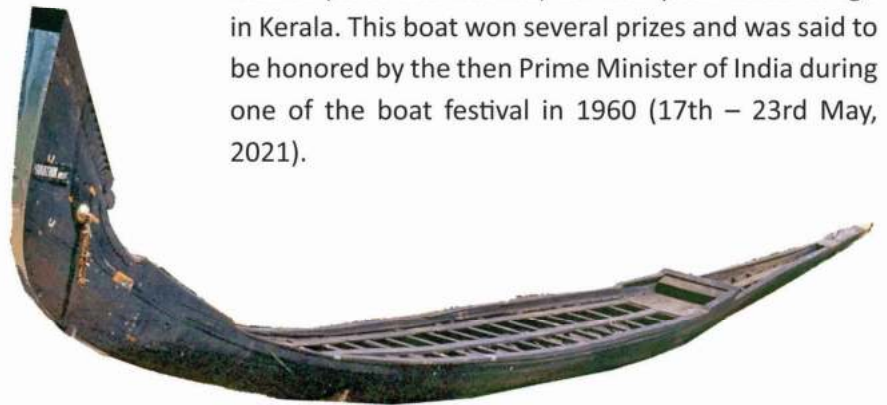 in Kerala. This boat won several prizes and was said to
be honored by the then Prime Minister of India during
one of the boat festival in 1960 (17th – 23rd May,
2021).